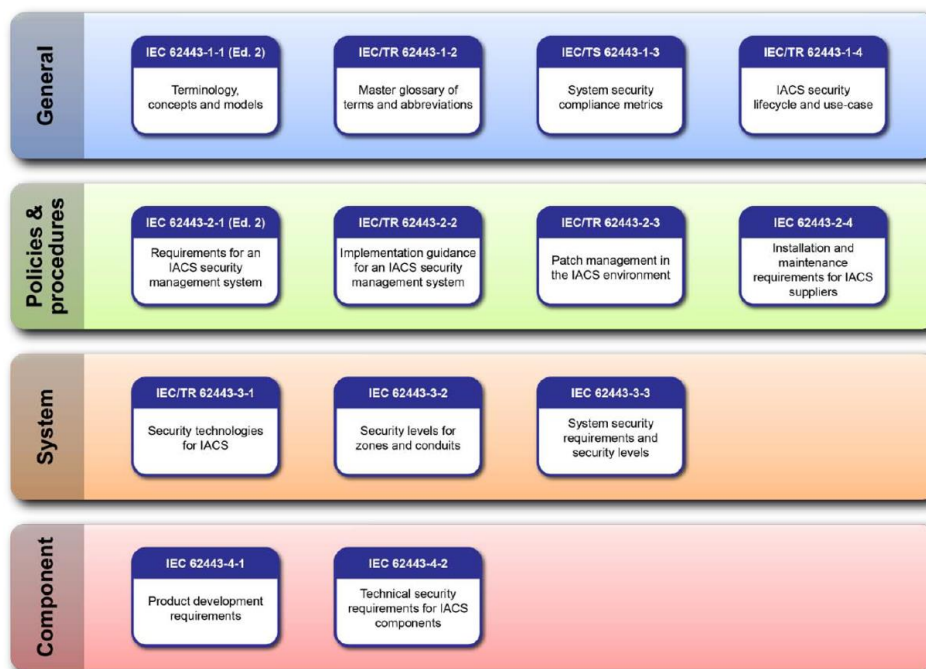 General
IEC 62443-1-1 (Ed. 2)
Terminology,
concepts and models
IEC/TR 62443-1-2
Master glossary of
terms and abbreviations
IEC/TS 62443-1-3
System security
compliance metrics
IEC/TR 62443-1-4
IACS security
lifecycle and use-case
Policies &
procedures
IEC 62443-2-1 (Ed. 2)
Requirements for an
IACS security
management system
IEC/TR 62443-2-2
Implementation guidance
for an IACS security
management system
IEC/TR 62443-2-3
Patch management in
the IACS environment
IEC 62443-2-4
Installation and
maintenance
requirements for IACS
suppliers
System
IEC/TR 62443-3-1
Security technologies
for IACS
IEC 62443-3-2
Security levels for
zones and conduits
IEC 62443-3-3
System security
requirements and
security levels
Component
IEC 62443-4-1
Product development
requirements
IEC 62443-4-2
Technical security
requirements for IACS
components